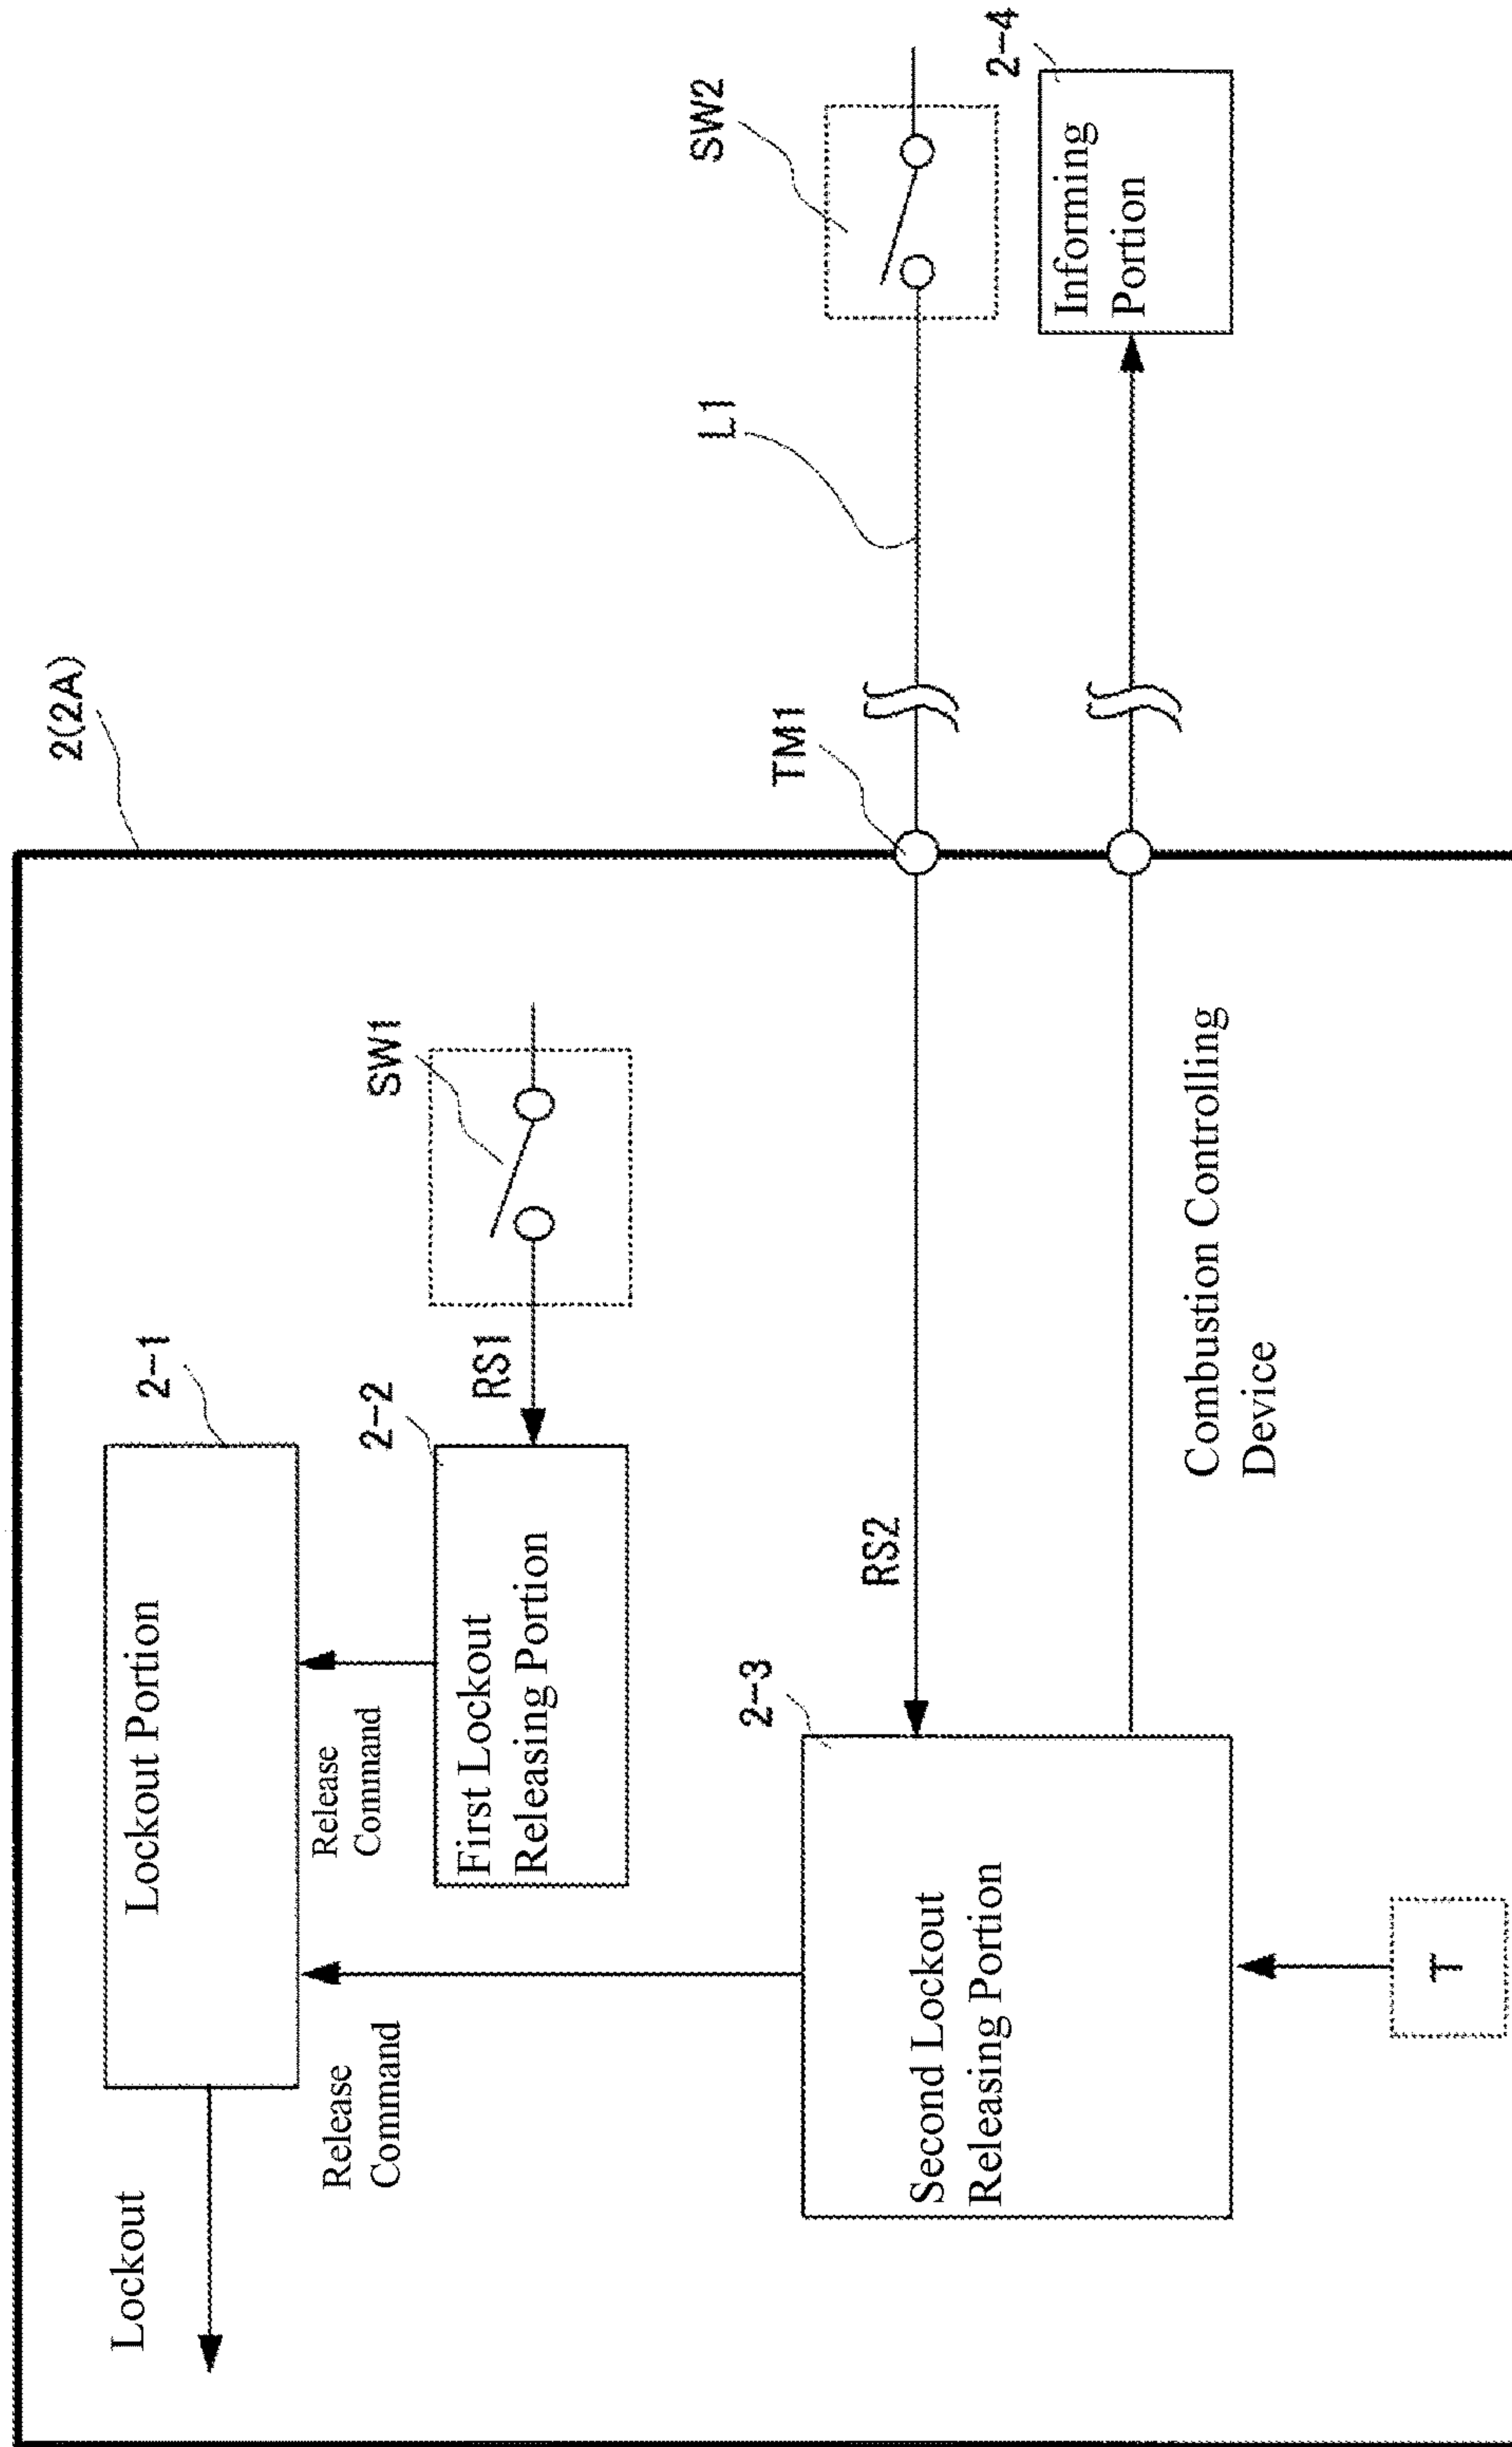 2(2A)
Lockout
Lockout Portion
2-1
Release
Command
Release
Command
2-2
First Lockout
Releasing Portion
RS1
SW1
2-3
Second Lockout
Releasing Portion
RS2
TM1
L1
SW2
2-4
Informing
Portion
Combustion Controlling
Device
T